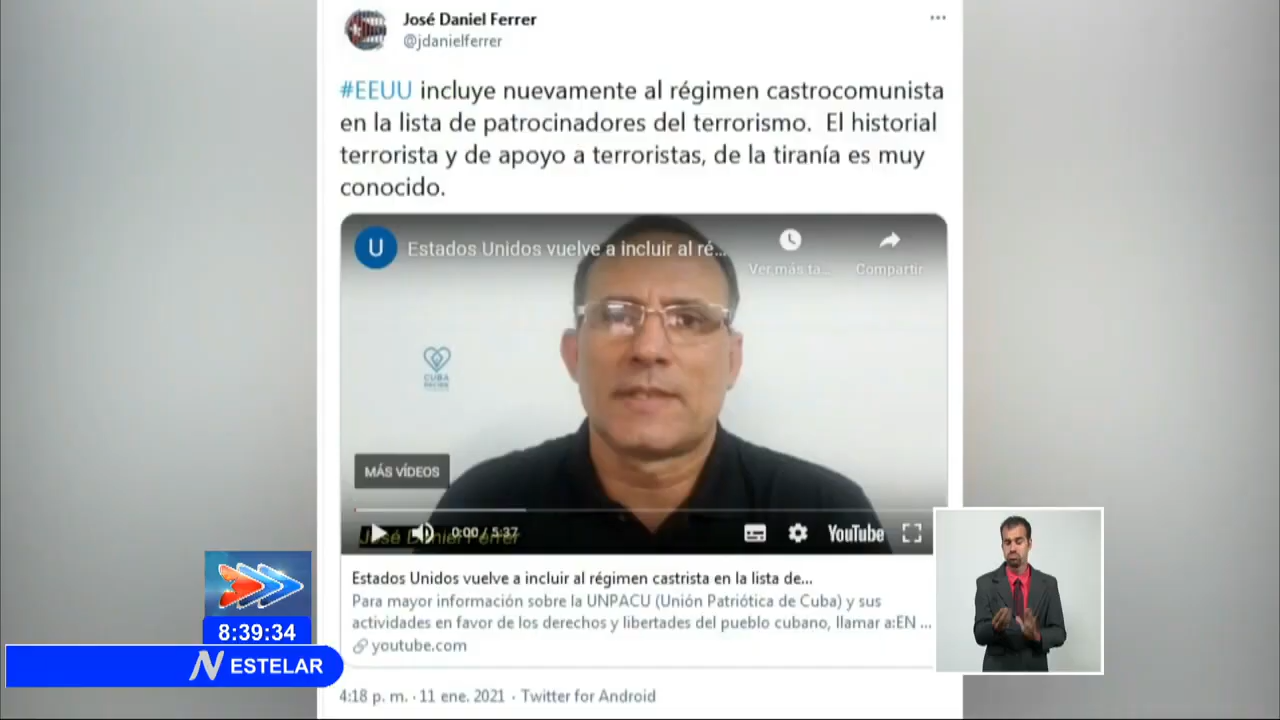 José Daniel Ferrer
@jdanielferrer
#EEUU incluye nuevamente al régimen castrocomunista
en la lista de patrocinadores del terrorismo. El historial
terrorista y de apoyo a terroristas, de la tiranía es muy
conocido.
U
Estados Unidos vuelve a incluir al ré...
Ver más ta...
Compartir
CUBA
MÁS VÍDEOS
José Daniel Ferrer
0:00 / 5:37
YouTube
Estados Unidos vuelve a incluir al régimen castrista en la lista de...
Para mayor información sobre la UNPACU (Unión Patriótica de Cuba) y sus
actividades en favor de los derechos y libertades del pueblo cubano, llamar a:EN ...
youtube.com
4:18 p. m. · 11 ene. 2021 · Twitter for Android
8:39:34
N ESTELAR